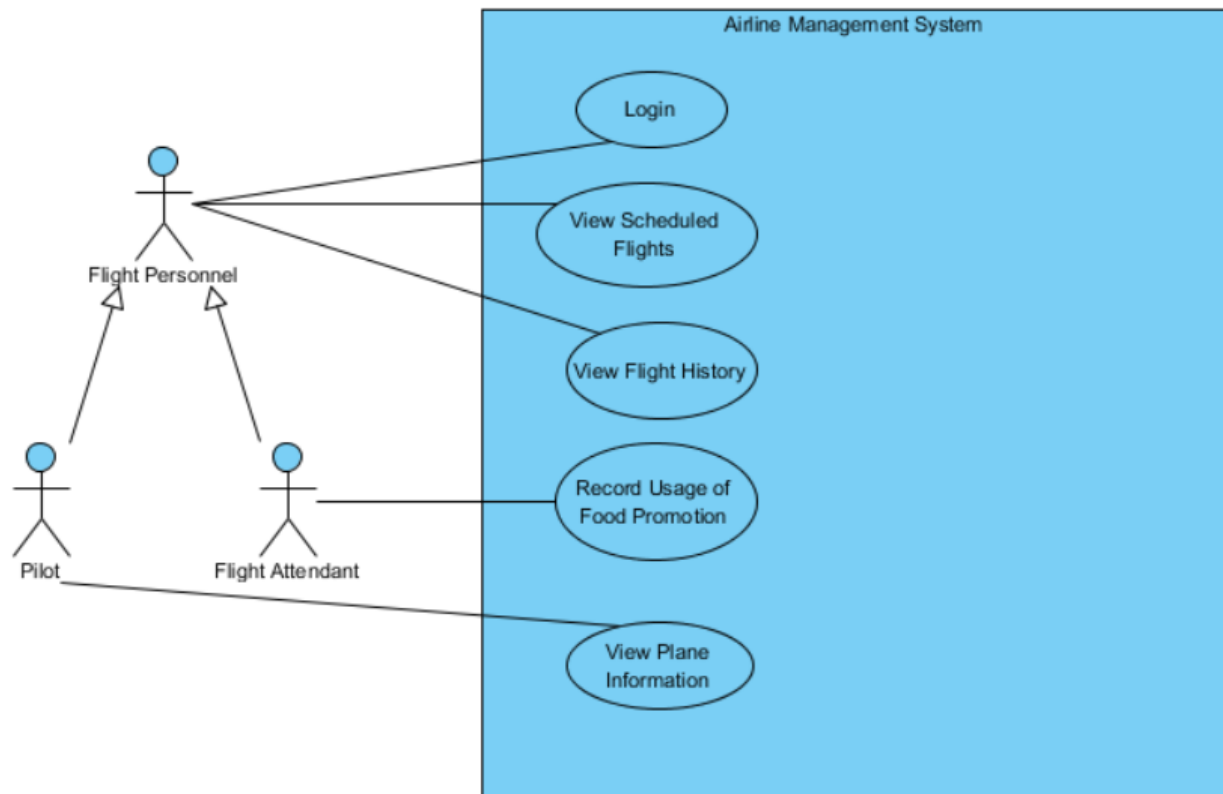 Airline Management System
Login
View Scheduled
Flights
Flight Personnel
View Flight History
Record Usage of
Food Promotion
Pilot
Flight Attendant
View Plane
Information